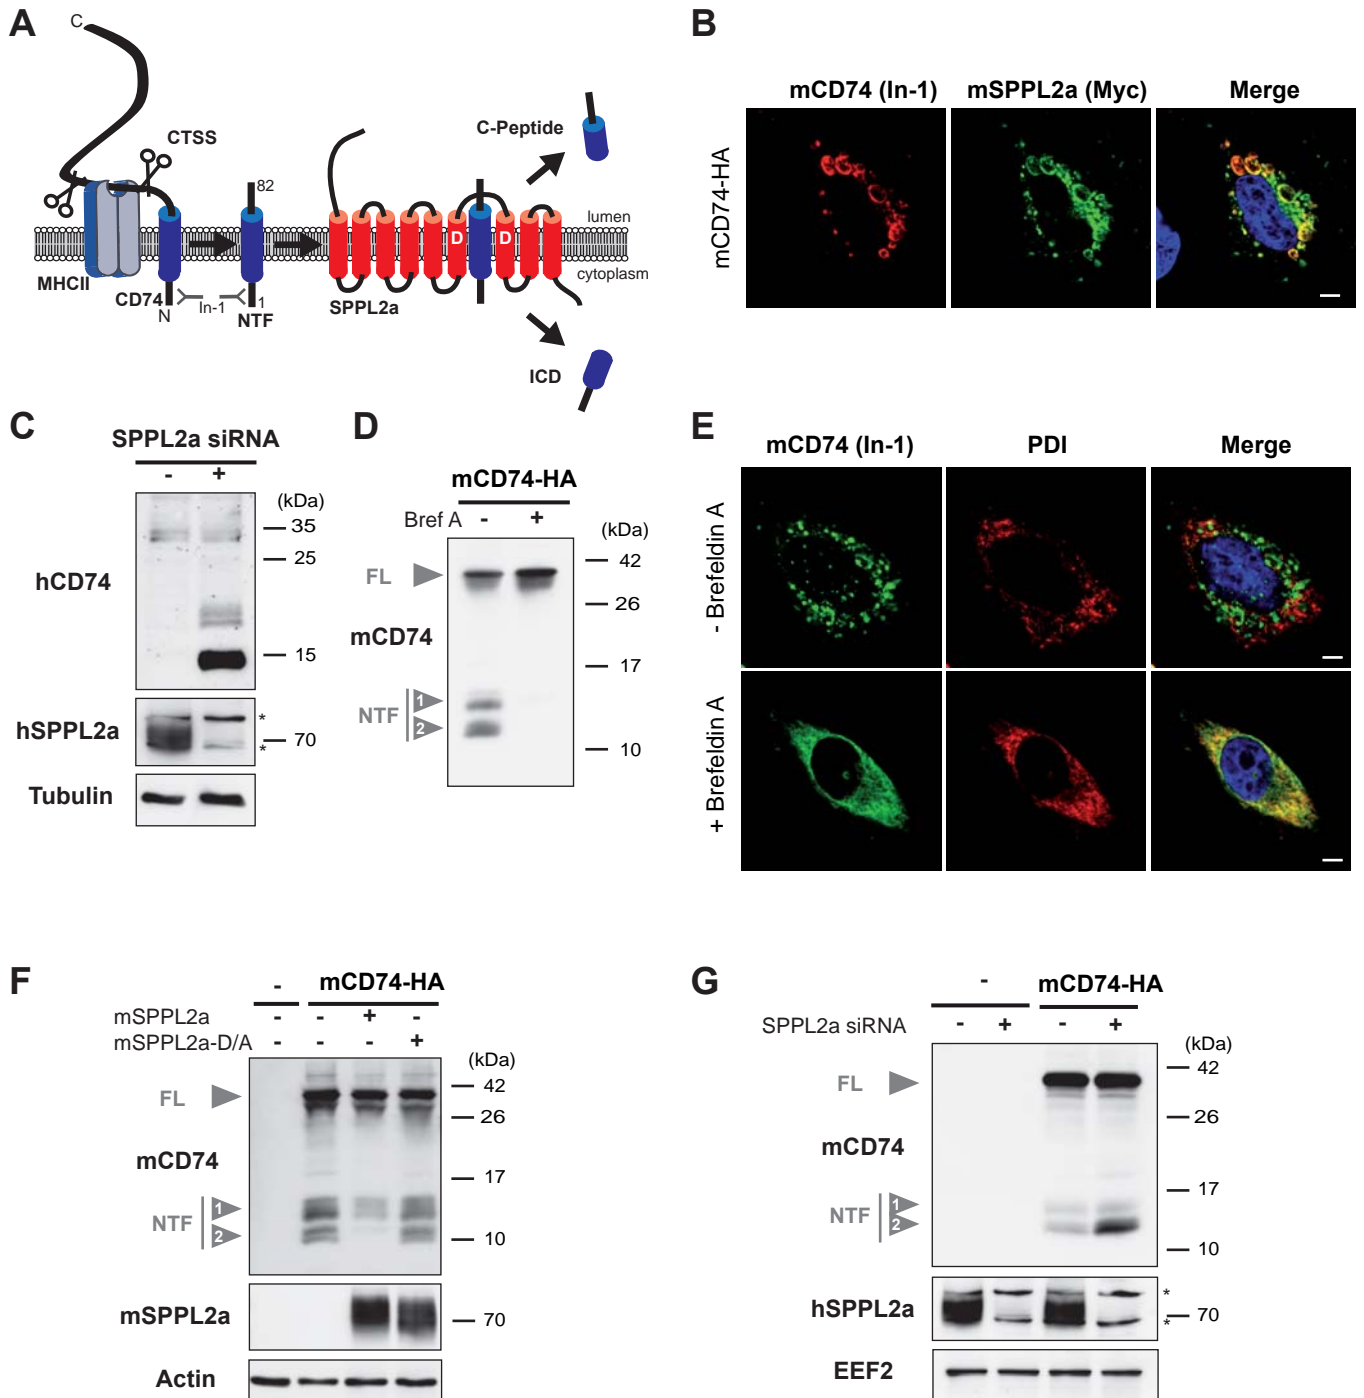 A
C
CTSS
C-Peptide
82
lumen
D D
cytoplasm
MHCII
CD74
In-1
1
N
NTF
SPPL2a
ICD
B
mCD74 (In-1) mSPPL2a (Myc) Merge
mCD74-HA
C
SPPL2a siRNA
- +
(kDa)
35
25
hCD74
15
hSPPL2a
*
70
*
Tubulin
D
mCD74-HA
Bref A - +
(kDa)
FL
42
26
mCD74
17
NTF
1
2
10
E
mCD74 (In-1) PDI Merge
- Brefeldin A
+ Brefeldin A
F
- mCD74-HA
mSPPL2a - - + -
mSPPL2a-D/A - - - +
(kDa)
FL
42
26
mCD74
17
NTF
1
2
10
mSPPL2a
70
Actin
G
- mCD74-HA
SPPL2a siRNA - + - +
(kDa)
FL
42
26
mCD74
17
NTF
1
2
10
hSPPL2a
*
70
*
EEF2